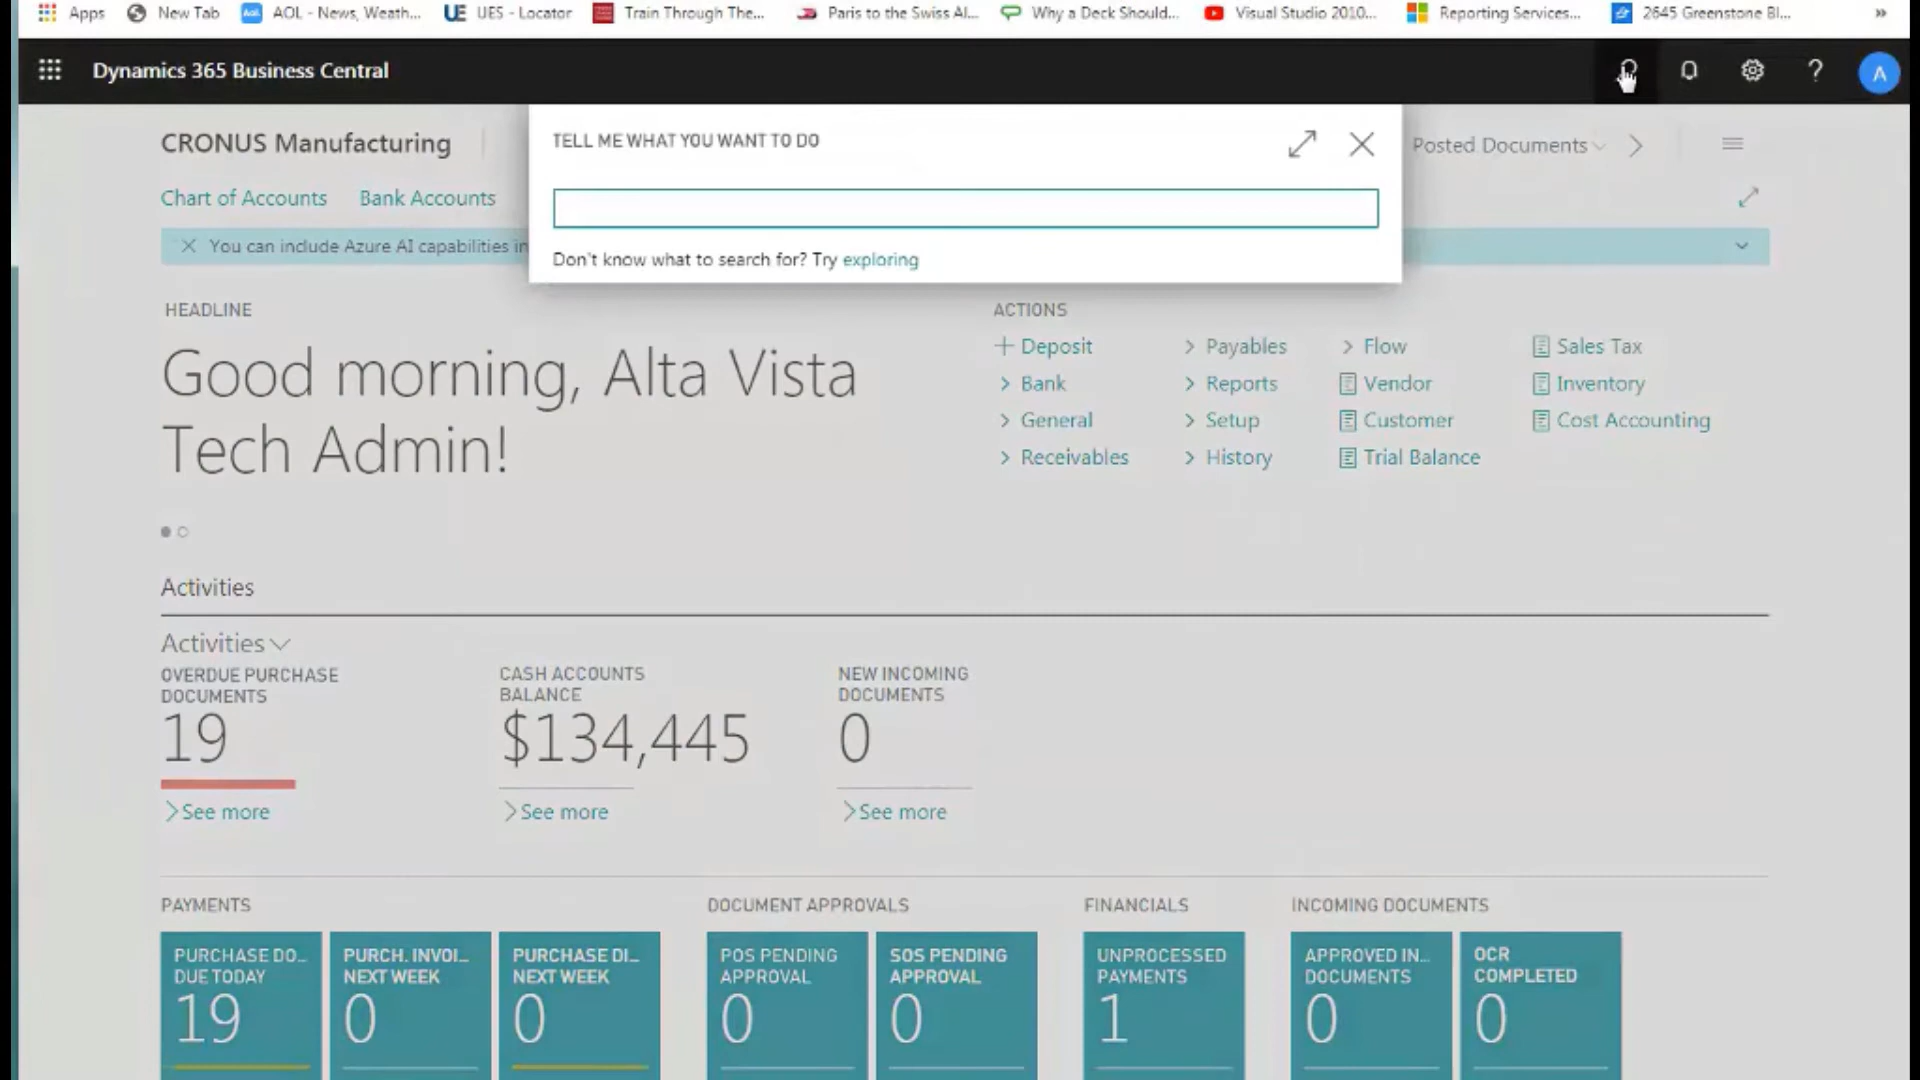 Apps
New Tab
AOL - News, Weath...
UES - Locator
Train Through The...
Paris to the Swiss Al...
Why a Deck Should...
Visual Studio 2010...
Reporting Services...
2645 Greenstone Bl...
»
Dynamics 365 Business Central
?
A
CRONUS Manufacturing
TELL ME WHAT YOU WANT TO DO
Posted Documents
Chart of Accounts
Bank Accounts
You can include Azure AI capabilities in
Don't know what to search for? Try exploring
HEADLINE
Good morning, Alta Vista
Tech Admin!
ACTIONS
Deposit
Payables
Flow
Sales Tax
Bank
Reports
Vendor
Inventory
General
Setup
Customer
Cost Accounting
Receivables
History
Trial Balance
Activities
Activities
OVERDUE PURCHASE
DOCUMENTS
19
See more
CASH ACCOUNTS
BALANCE
$134,445
See more
NEW INCOMING
DOCUMENTS
0
See more
PAYMENTS
DOCUMENT APPROVALS
FINANCIALS
INCOMING DOCUMENTS
PURCHASE DO...
DUE TODAY
19
PURCH. INVOI...
NEXT WEEK
0
PURCHASE DI...
NEXT WEEK
0
POS PENDING
APPROVAL
0
SOS PENDING
APPROVAL
0
UNPROCESSED
PAYMENTS
1
APPROVED IN...
DOCUMENTS
0
OCR
COMPLETED
0